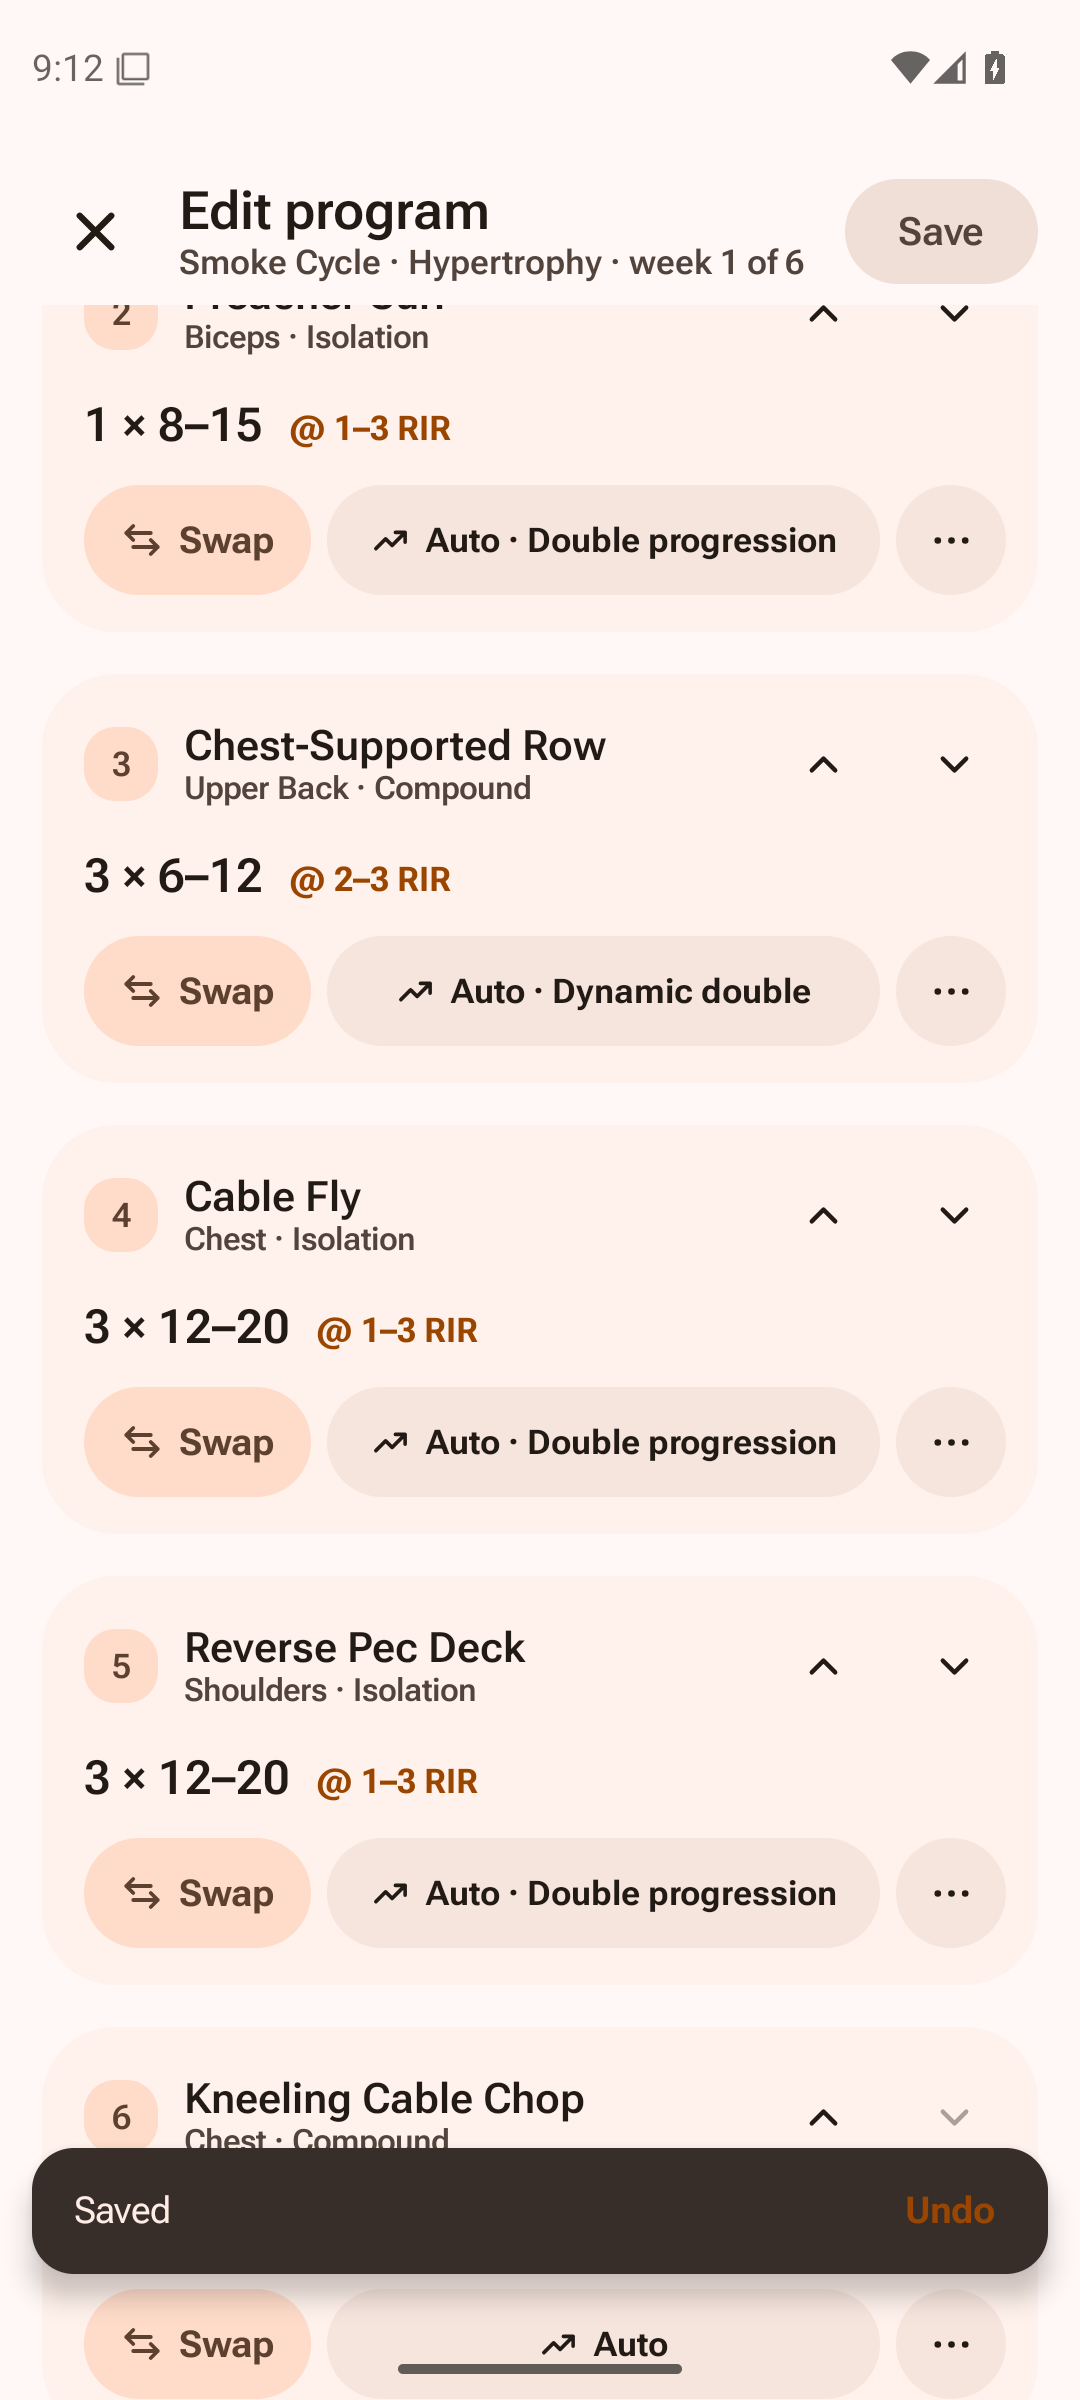 9:12
Edit program
Smoke Cycle · Hypertrophy · week 1 of 6
Save
2
Biceps · Isolation
1 × 8–15 @ 1–3 RIR
Swap
Auto · Double progression
3
Chest-Supported Row
Upper Back · Compound
3 × 6–12 @ 2–3 RIR
Swap
Auto · Dynamic double
4
Cable Fly
Chest · Isolation
3 × 12–20 @ 1–3 RIR
Swap
Auto · Double progression
5
Reverse Pec Deck
Shoulders · Isolation
3 × 12–20 @ 1–3 RIR
Swap
Auto · Double progression
6
Kneeling Cable Chop
Chest · Compound
Saved
Undo
Swap
Auto